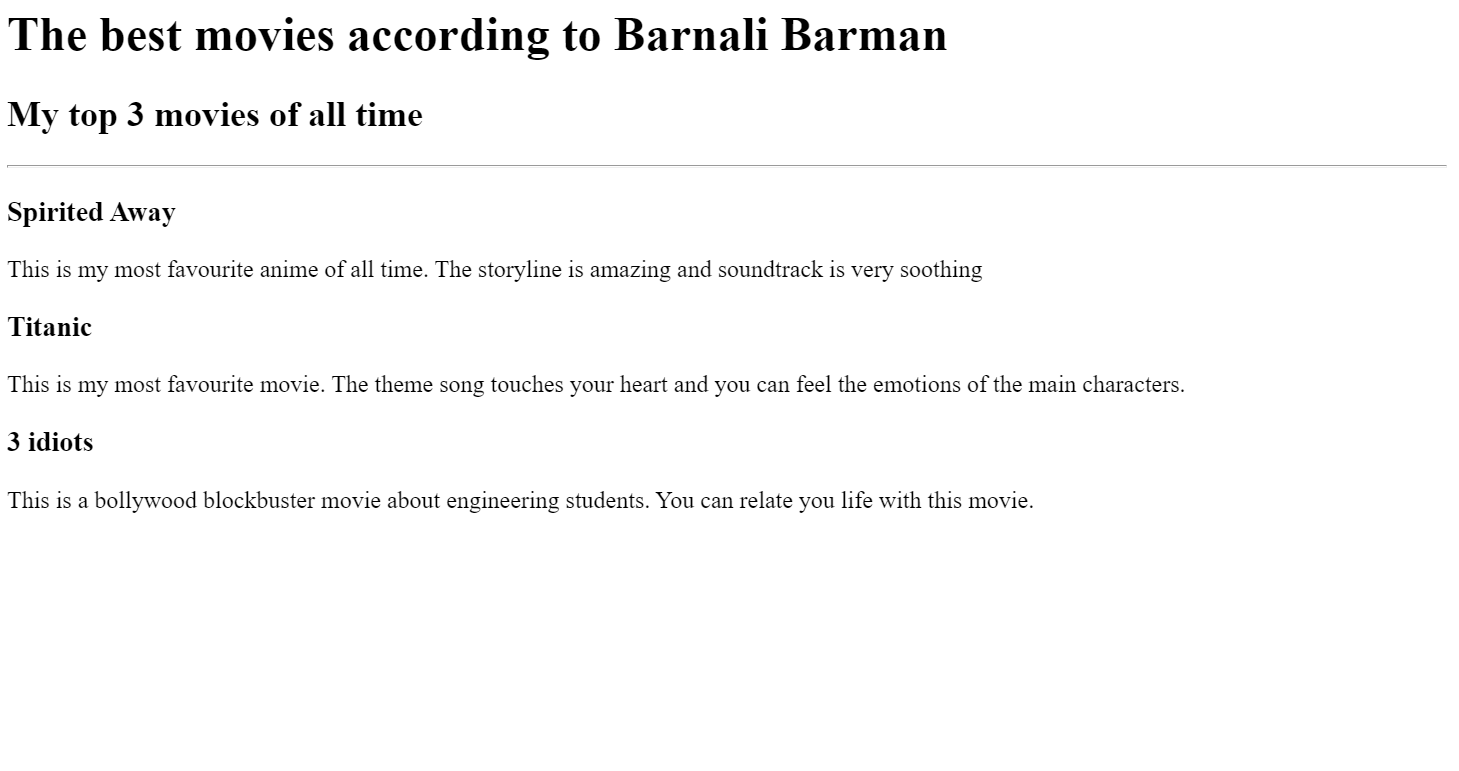 The best movies according to Barnali Barman
My top 3 movies of all time
Spirited Away
This is my most favourite anime of all time. The storyline is amazing and soundtrack is very soothing
Titanic
This is my most favourite movie. The theme song touches your heart and you can feel the emotions of the main characters.
3 idiots
This is a bollywood blockbuster movie about engineering students. You can relate you life with this movie.